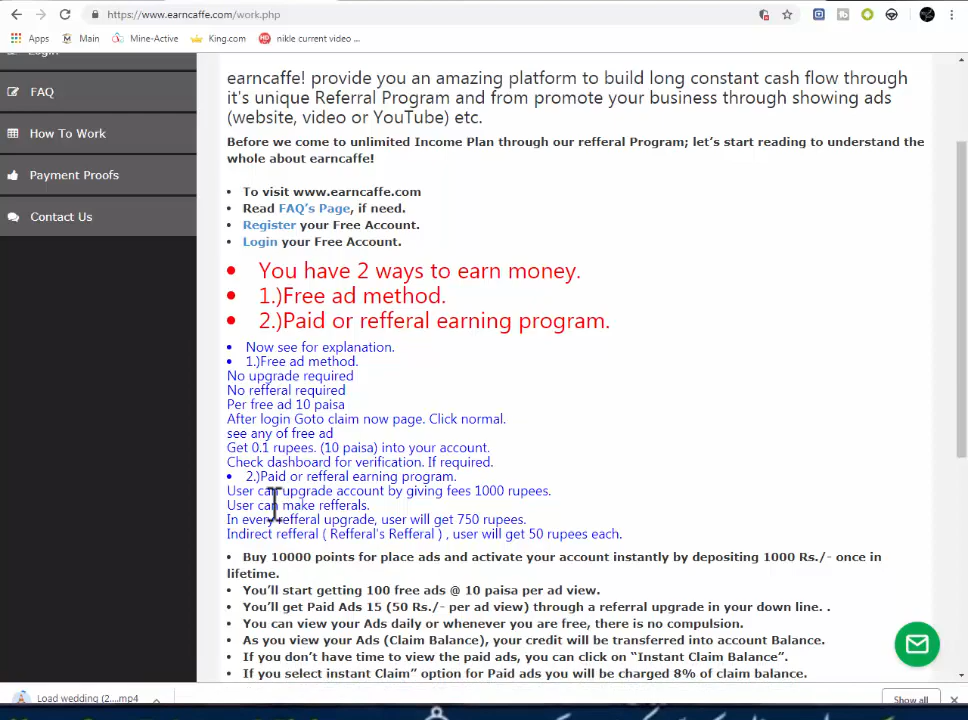 https://www.earncaffe.com/work.php
Apps Main Mine-Active King.com nikle current video ...
FAQ
How To Work
Payment Proofs
Contact Us
earncaffe! provide you an amazing platform to build long constant cash flow through
it's unique Referral Program and from promote your business through showing ads
(website, video or YouTube) etc.
Before we come to unlimited Income Plan through our refferal Program; let's start reading to understand the
whole about earncaffe!
• To visit www.earncaffe.com
• Read FAQ's Page, if need.
• Register your Free Account.
• Login your Free Account.
• You have 2 ways to earn money.
• 1.)Free ad method.
• 2.)Paid or refferal earning program.
• Now see for explanation.
• 1.)Free ad method.
No upgrade required
No refferal required
Per free ad 10 paisa
After login Goto claim now page. Click normal.
see any of free ad
Get 0.1 rupees. (10 paisa) into your account.
Check dashboard for verification. If required.
• 2.)Paid or refferal earning program.
User can upgrade account by giving fees 1000 rupees.
User can make refferals.
In every refferal upgrade, user will get 750 rupees.
Indirect refferal ( Refferal's Refferal ) , user will get 50 rupees each.
• Buy 10000 points for place ads and activate your account instantly by depositing 1000 Rs./- once in
lifetime.
• You'll start getting 100 free ads @ 10 paisa per ad view.
• You'll get Paid Ads 15 (50 Rs./- per ad view) through a referral upgrade in your down line. .
• You can view your Ads daily or whenever you are free, there is no compulsion.
• As you view your Ads (Claim Balance), your credit will be transferred into account Balance.
• If you don't have time to view the paid ads, you can click on “Instant Claim Balance”.
• If you select instant Claim” option for Paid ads you will be charged 8% of claim balance.
Load wedding (2....mp4
Show all